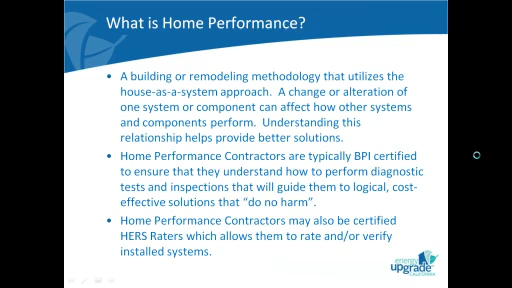 What is Home Performance?
• A building or remodeling methodology that utilizes the
house-as-a-system approach. A change or alteration of
one system or component can affect how other systems
and components perform. Understanding this
relationship helps provide better solutions.
• Home Performance Contractors are typically BPI certified
to ensure that they understand how to perform diagnostic
tests and inspections that will guide them to logical, cost-
effective solutions that “do no harm”.
• Home Performance Contractors may also be certified
HERS Raters which allows them to rate and/or verify
installed systems.
energy
upgrade
CALIFORNIA